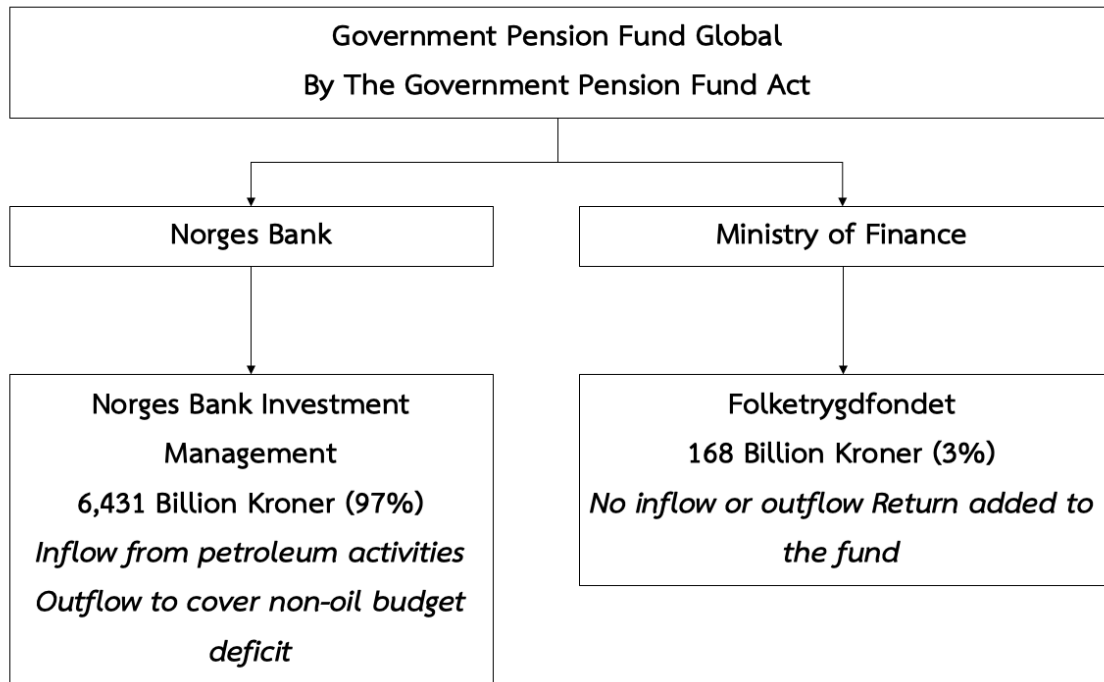 Government Pension Fund Global
By The Government Pension Fund Act
Norges Bank
Ministry of Finance
Norges Bank Investment
Management
6,431 Billion Kroner (97%)
Inflow from petroleum activities
Outflow to cover non-oil budget
deficit
Folketrygdfondet
168 Billion Kroner (3%)
No inflow or outflow Return added to
the fund